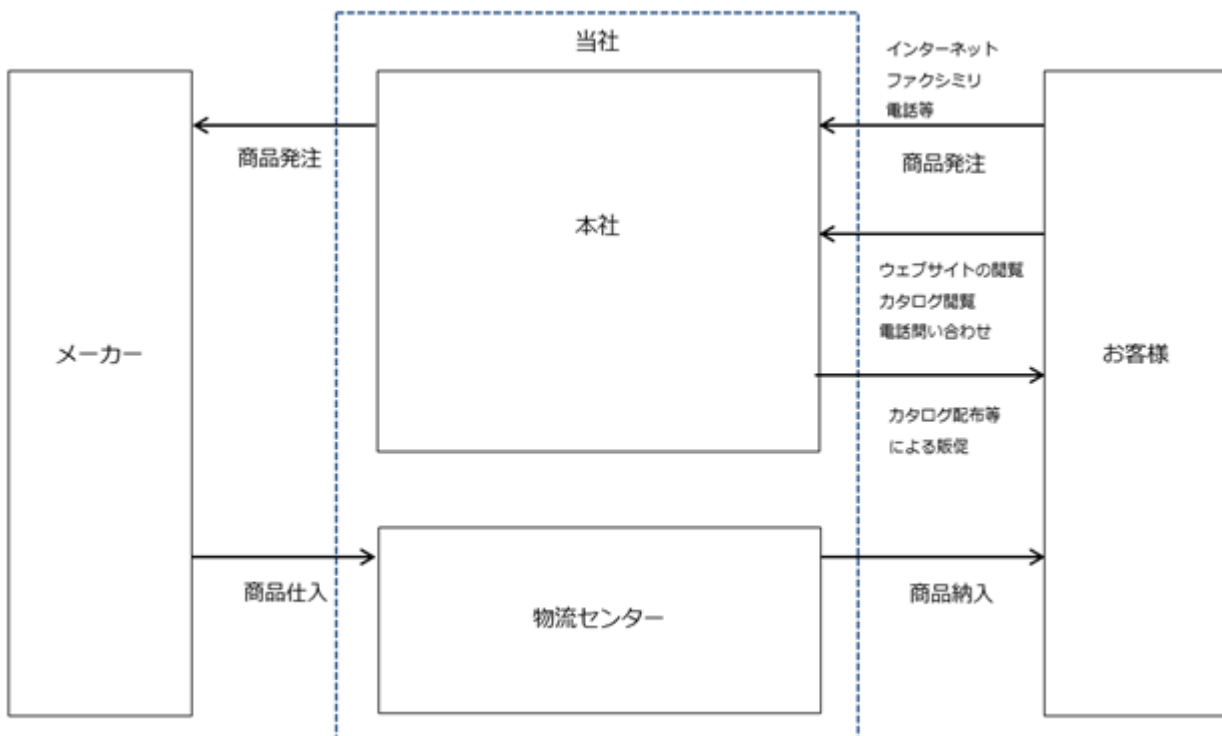 当社
インターネット
ファクシミリ
電話等
商品発注
商品発注
本社
ウェブサイトの閲覧
カタログ閲覧
電話問い合わせ
メーカー
お客様
カタログ配布等
による販促
商品仕入
商品納入
物流センター